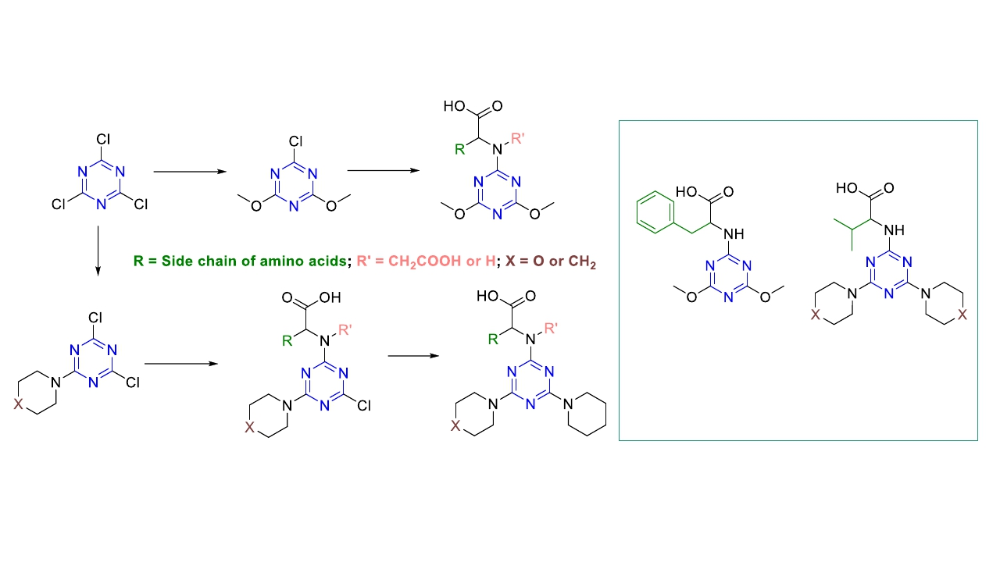 Cl
N N
Cl N Cl
Cl
N N
O N O
HO O
R N R'
N N
O N O
R = Side chain of amino acids; R' = CH₂COOH or H; X = O or CH₂
Cl
N N
N N Cl
X
O OH
R N R'
N N
N N Cl
X
HO O
R N R'
N N
N N N
X
HO O
NH
N N
O N O
HO O
NH
N N
N N N
X X